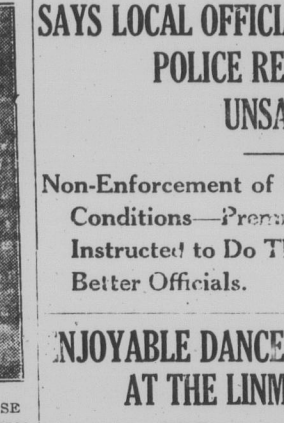 SAYS LOCAL OFFICI
POLICE RE
UNSA
Non-Enforcement of
Conditions—Prem
Instructed to Do T
Better Officials.
NJOYABLE DANCE
AT THE LINM
SE